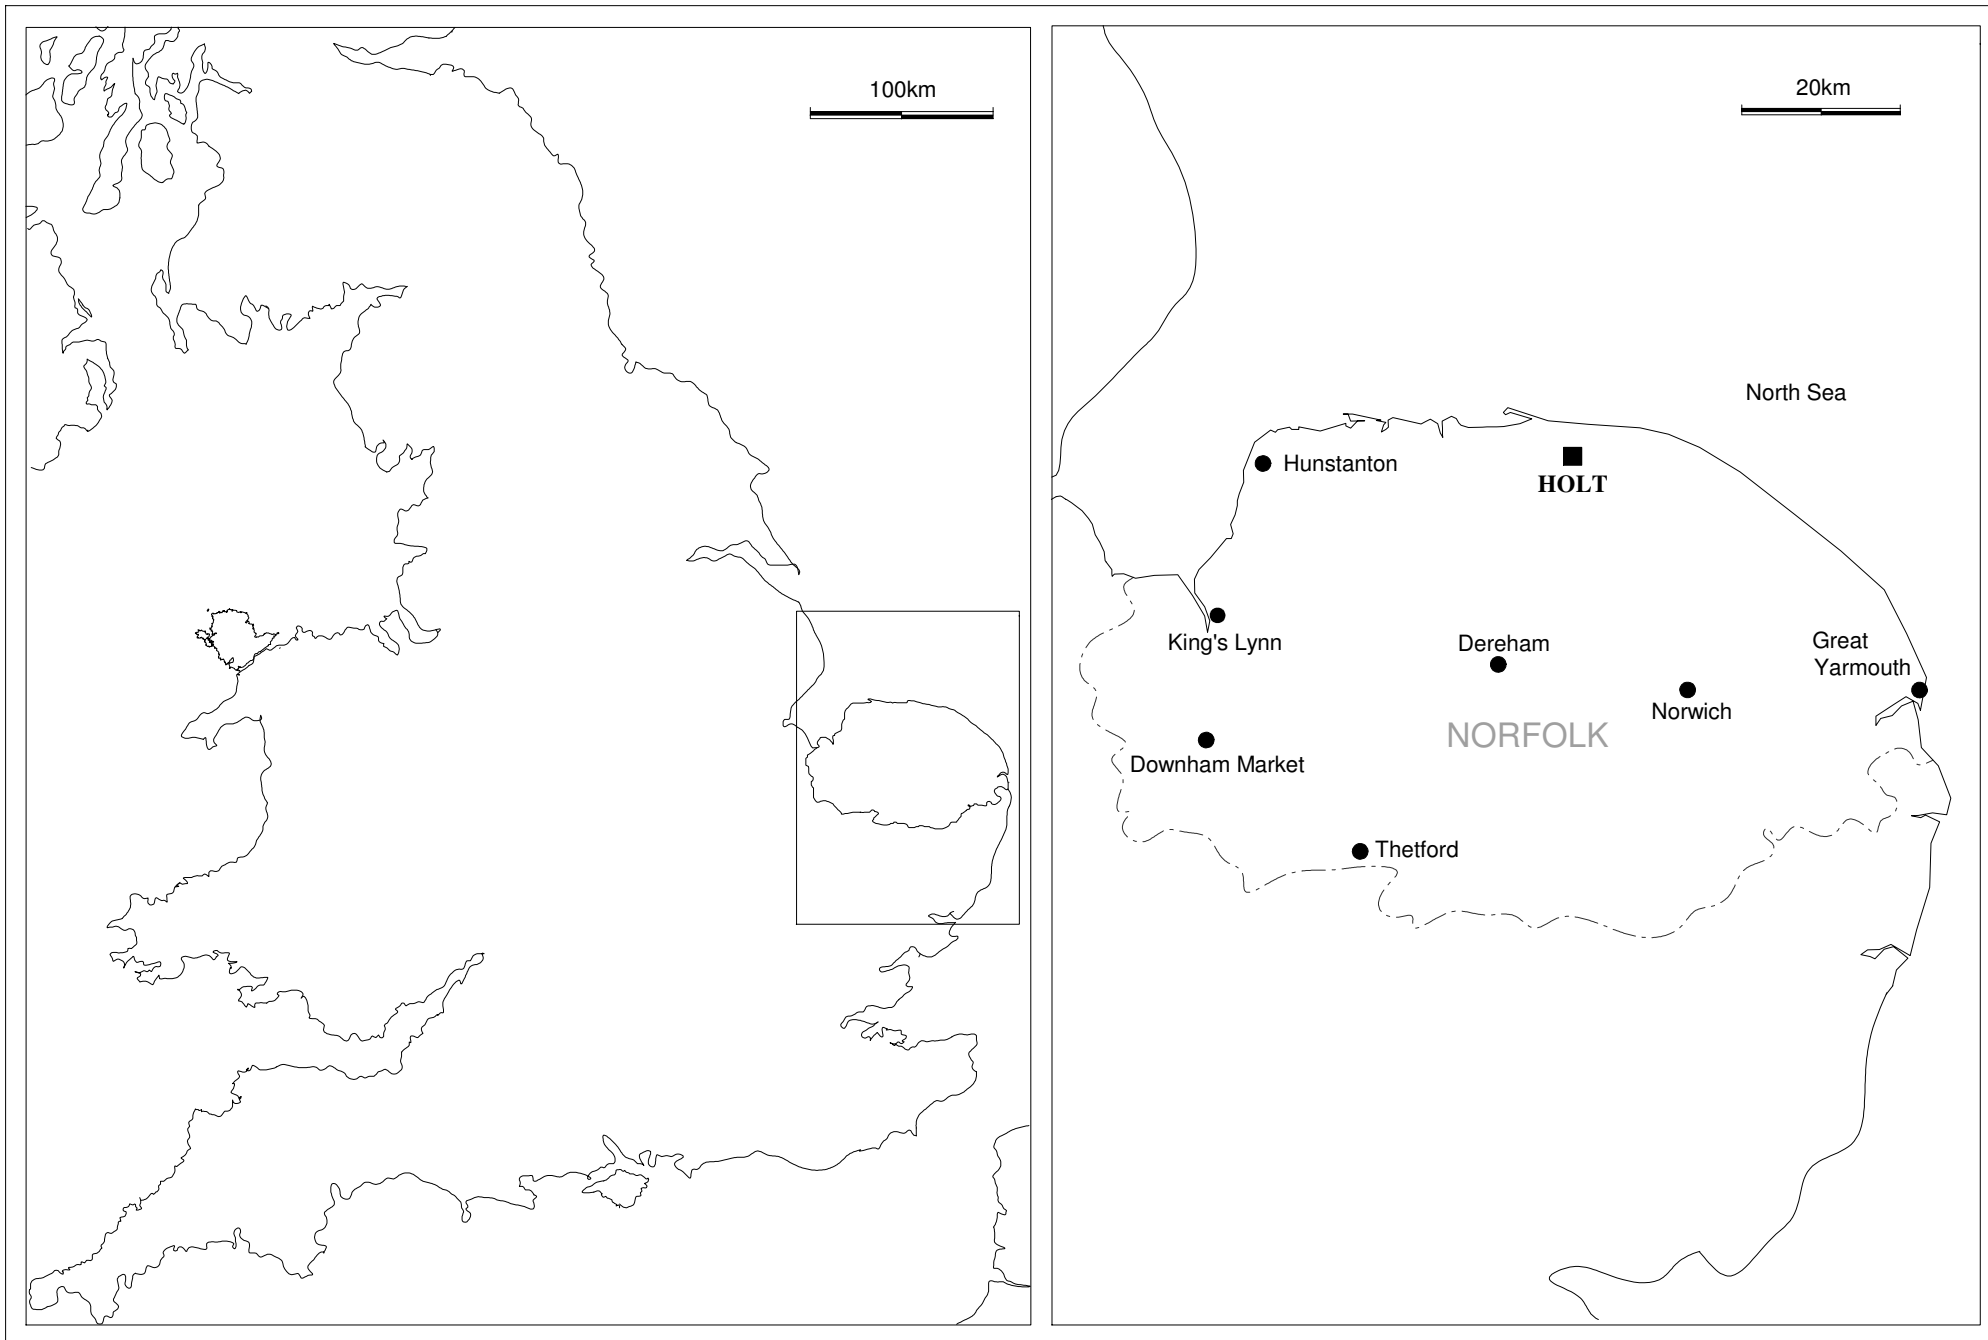 100km
20km
North Sea
Hunstanton
HOLT
King's Lynn
Dereham
Great
Yarmouth
Norwich
NORFOLK
Downham Market
Thetford